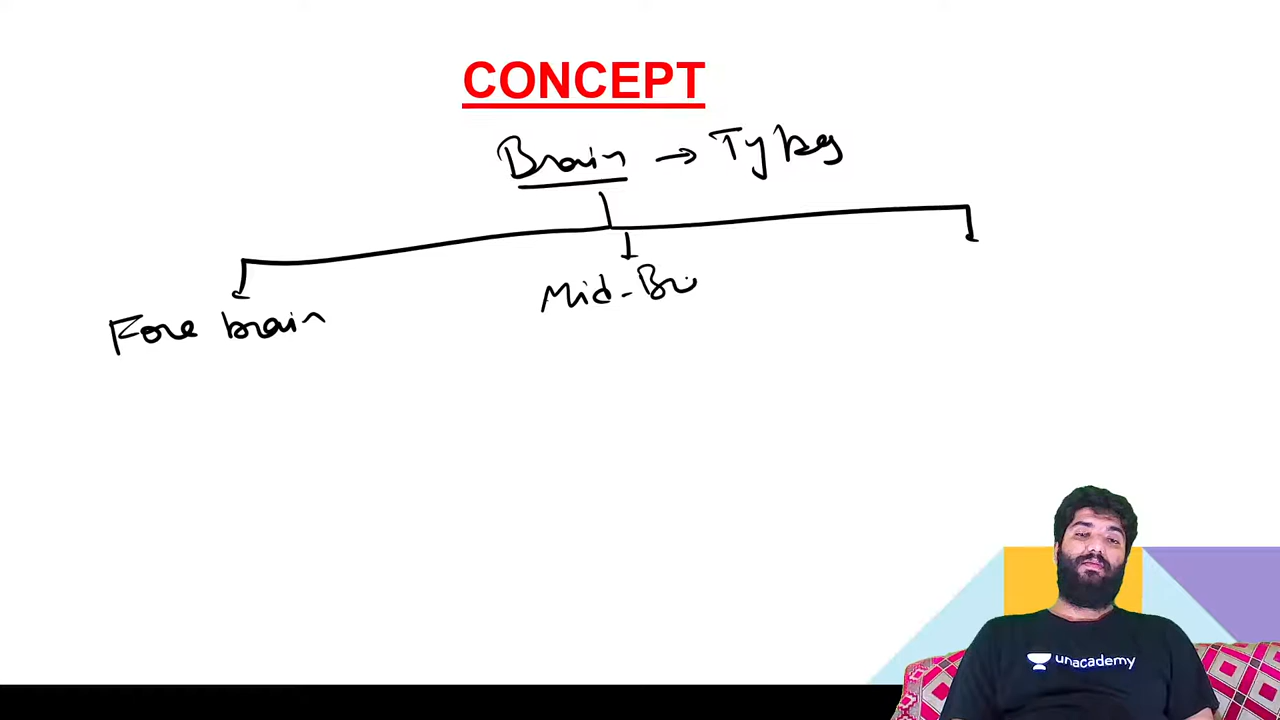 CONCEPT
Brain → Types
Mid-Br
Fore brain
unacademy